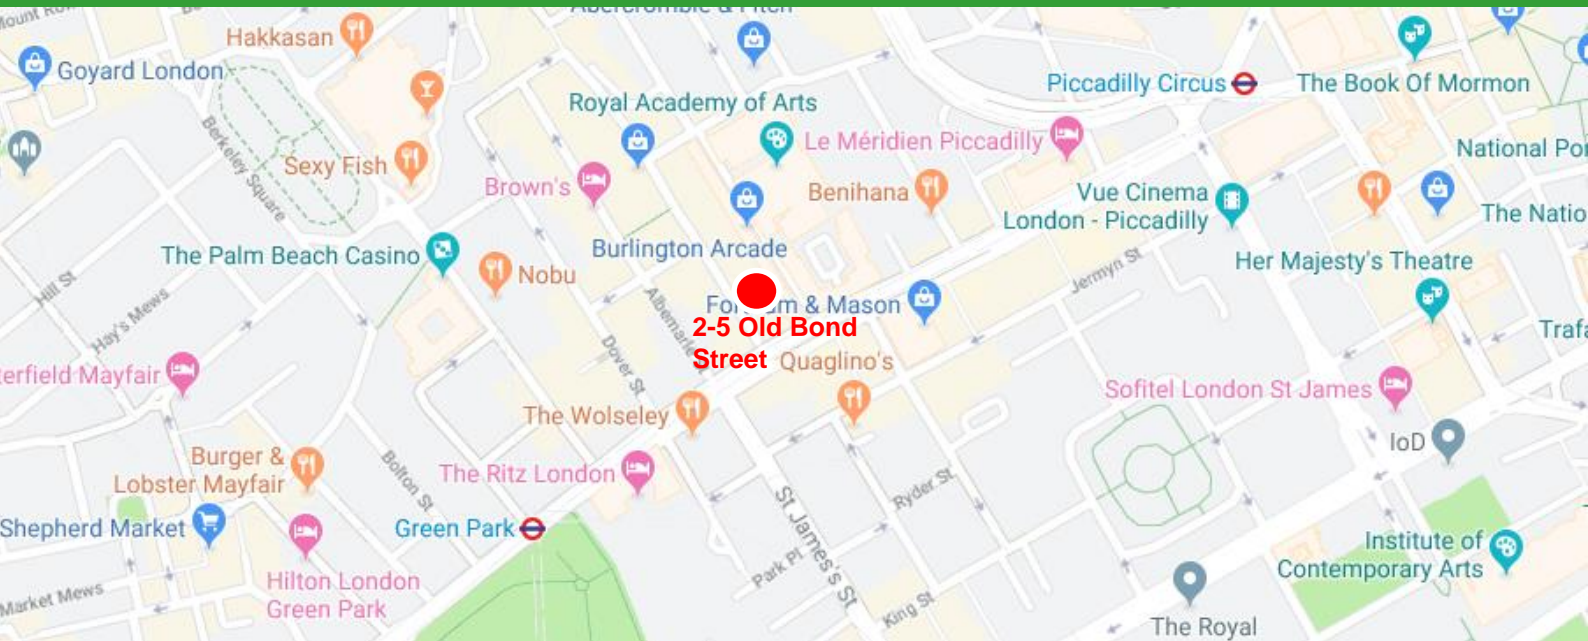 Abercrombie & Fitch
Mount Row
Hakkasan
Goyard London
Piccadilly Circus
The Book Of Mormon
Royal Academy of Arts
Le Méridien Piccadilly
National Por
Berkeley Square
Sexy Fish
Brown's
Benihana
Vue Cinema
London - Piccadilly
The Natio
The Palm Beach Casino
Burlington Arcade
Her Majesty's Theatre
Nobu
Jermyn St
Hill St
Hay's Mews
Albemarle
Mason
2-5 Old Bond
Street
Quaglino's
Trafa
Dover St
erfield Mayfair
Sofitel London St James
The Wolseley
IoD
Burger &
Lobster Mayfair
Bolton St
The Ritz London
Ryder St
St James's St
Shepherd Market
Green Park
Institute of
Contemporary Arts
Park Pl
Hilton London
Green Park
Market Mews
King St
The Royal